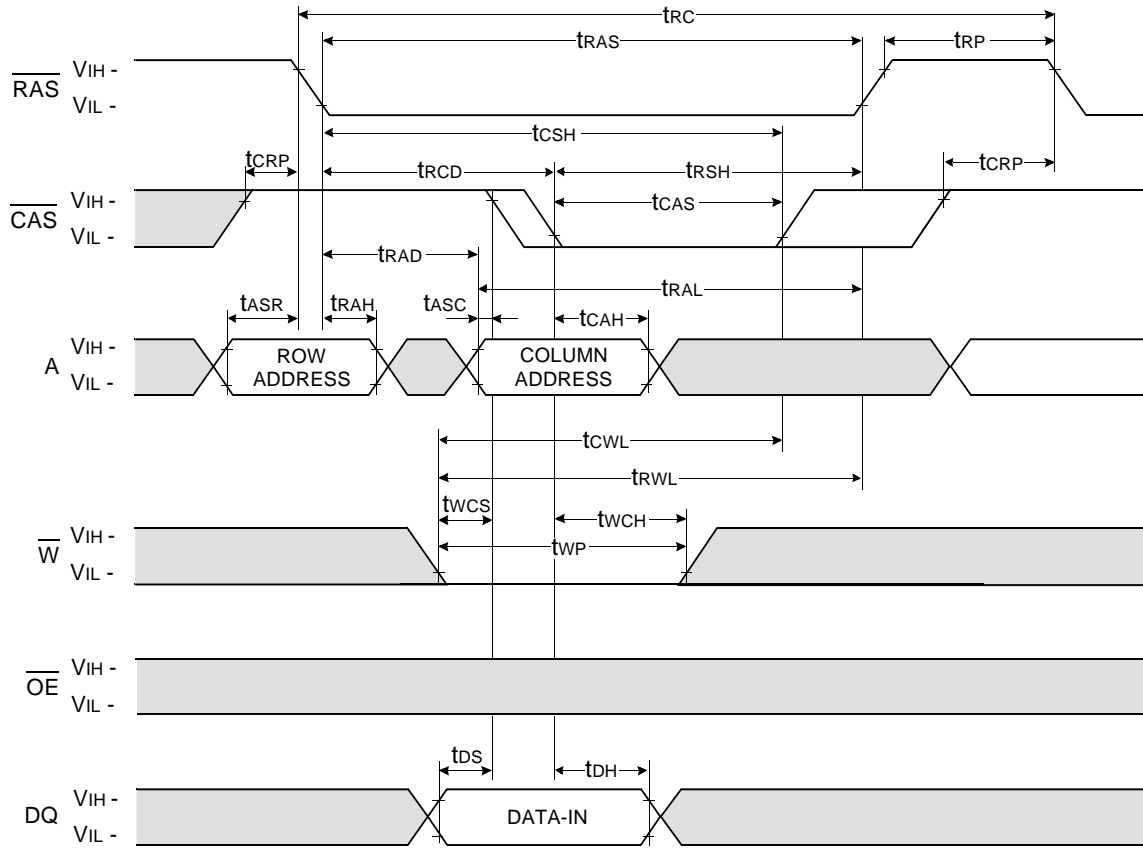 tRC
tRAS
tRP
RAS
VIH -
VIL -
tCSH
tCRP
tRCD
tRSH
tCRP
CAS
VIH -
VIL -
tCAS
tRAD
tRAL
tASR
tRAH
tASC
tCAH
A
VIH -
VIL -
ROW
ADDRESS
COLUMN
ADDRESS
tCWL
tRWL
tWCS
tWCH
W
VIH -
VIL -
tWP
OE
VIH -
VIL -
tDS
tDH
DQ
VIH -
VIL -
DATA-IN